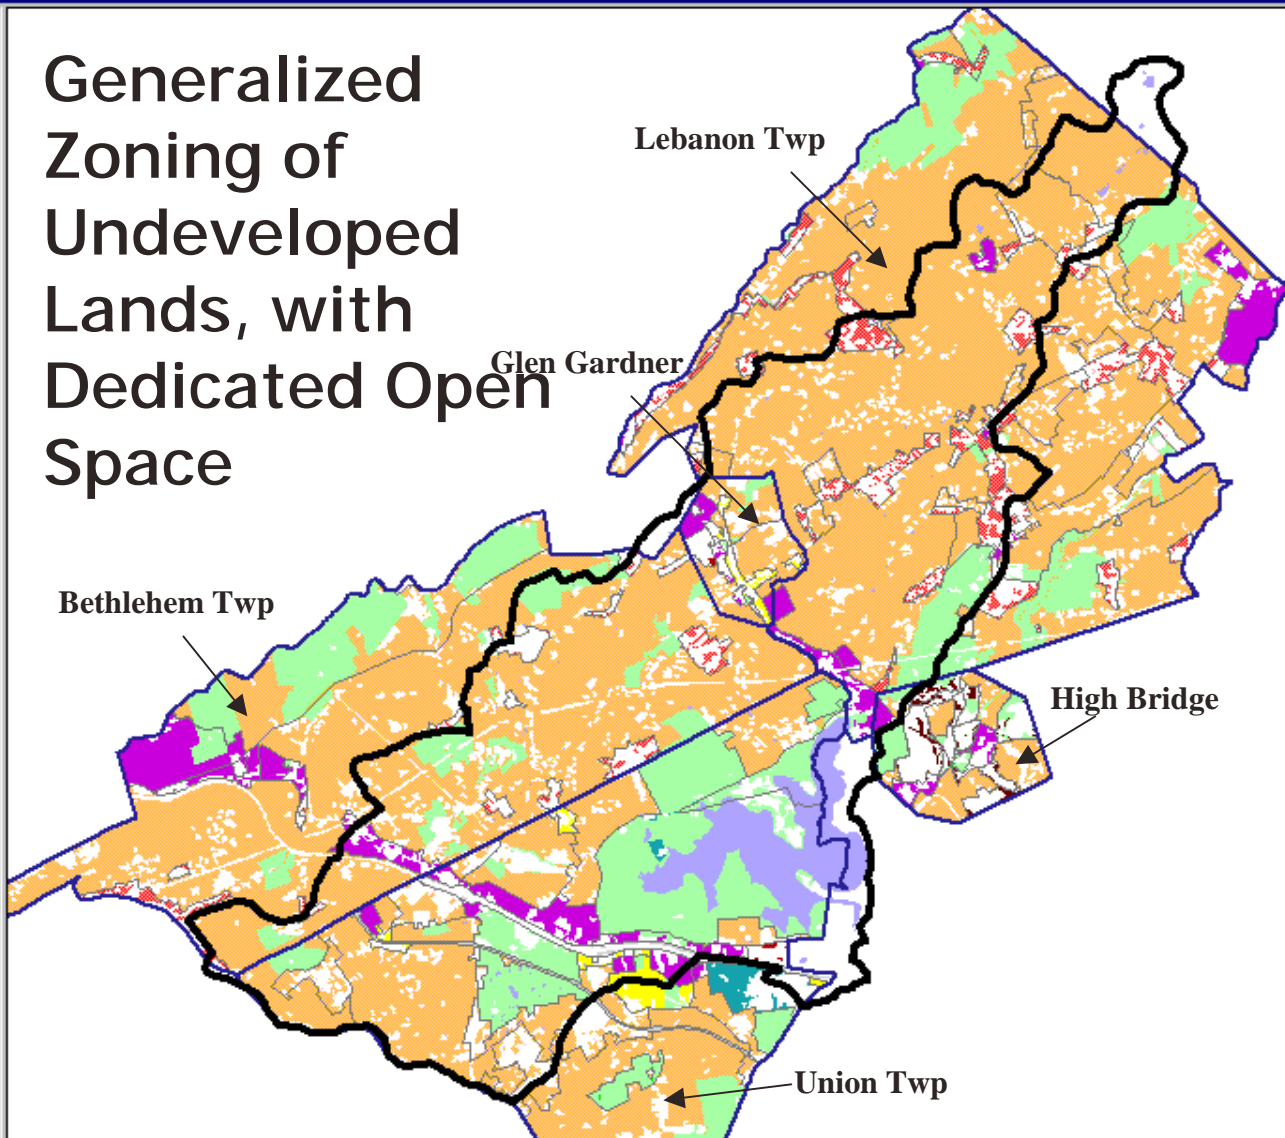 Generalized
Zoning of
Undeveloped
Lands, with
Dedicated Open
Space
Lebanon Twp
Glen Gardner
Bethlehem Twp
High Bridge
Union Twp